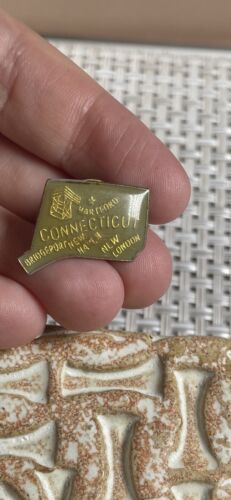 HARTFORD
CONNECTICUT
BRIDGEPORT NEW HAVEN NEW LONDON